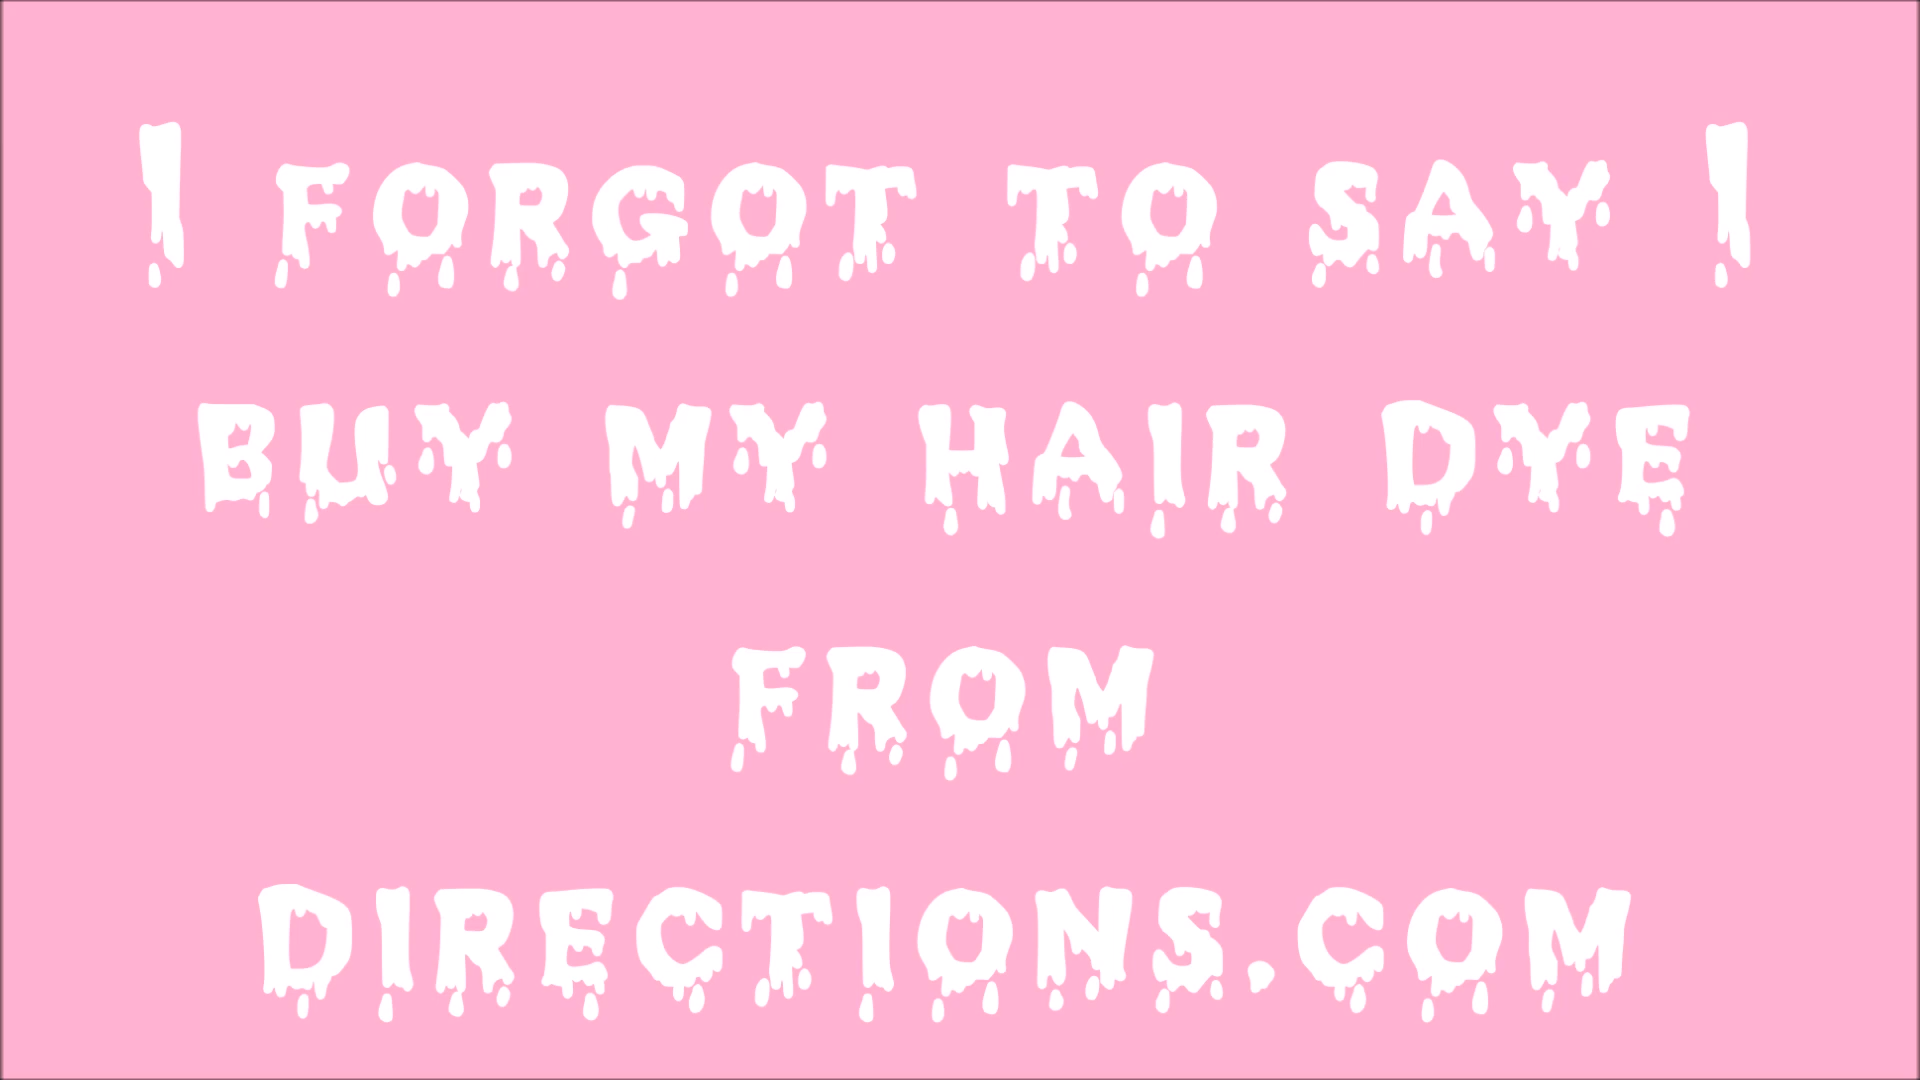 I FORGOT TO SAY I
BUY MY HAIR DYE
FROM
DIRECTIONS.COM